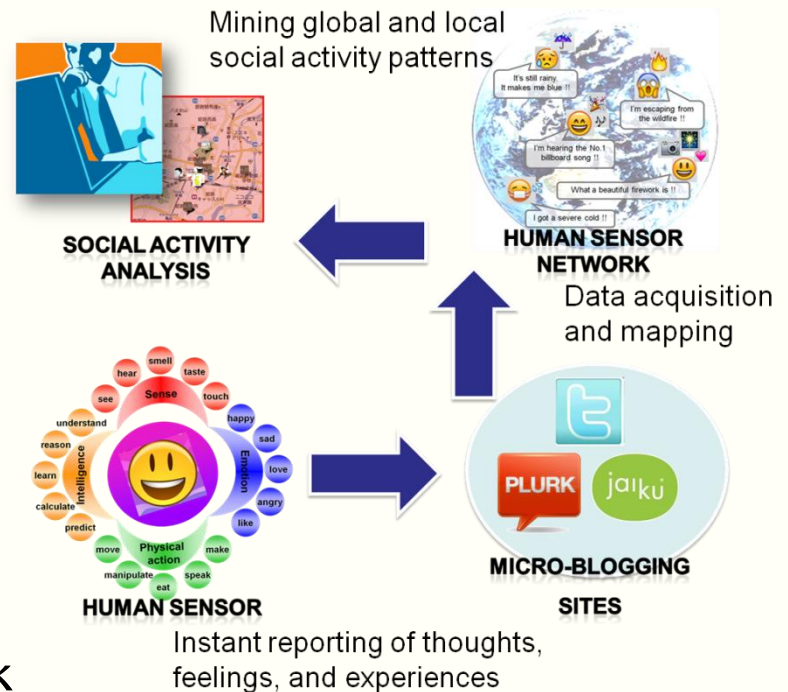 Mining global and local
social activity patterns
It's still rainy.
It makes me blue !!
I'm escaping from
the wildfire !!
I'm hearing the No.1
billboard song !!
What a beautiful firework is !!
I got a severe cold !!
SOCIAL ACTIVITY
ANALYSIS
HUMAN SENSOR
NETWORK
Data acquisition
and mapping
smell
hear
taste
see
Sense
touch
understand
happy
reason
sad
learn
Intelligence
Emotion
love
calculate
angry
predict
like
move
Physical
action
make
manipulate
speak
eat
HUMAN SENSOR
t
PLURK
jaiku
MICRO-BLOGGING
SITES
Instant reporting of thoughts,
feelings, and experiences
k